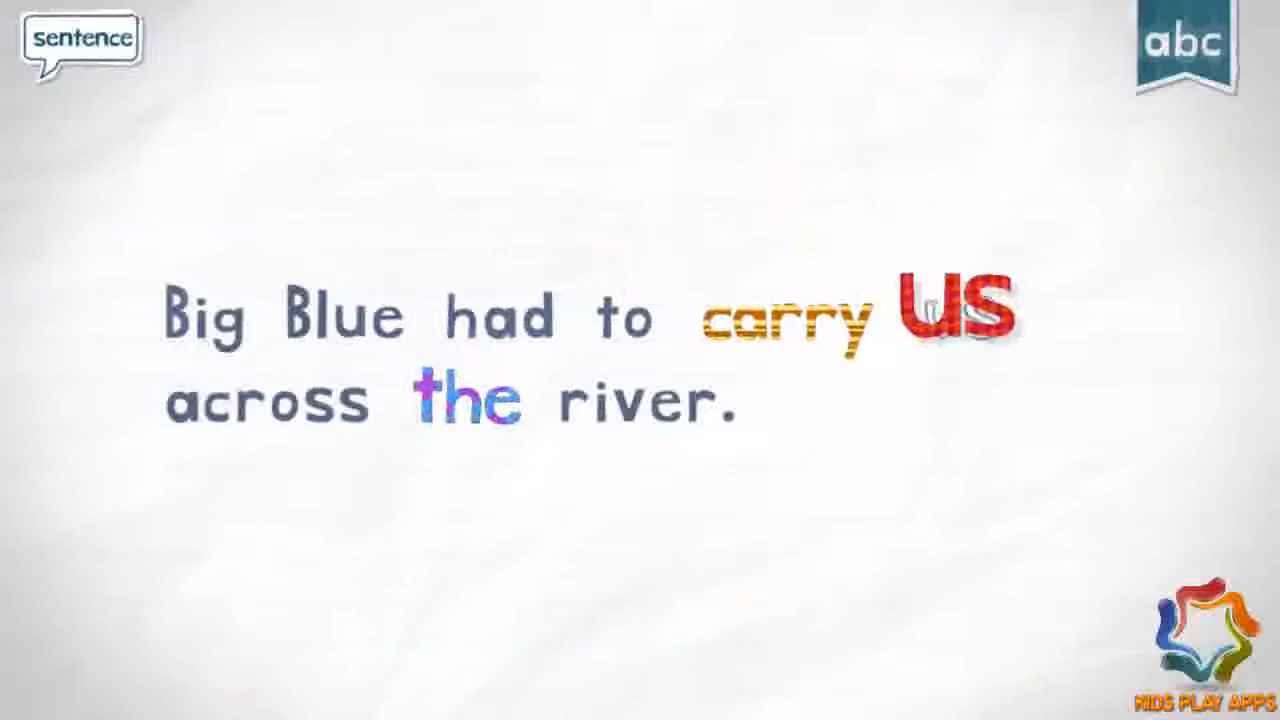 sentence
abc
Big Blue had to carry us
across the river.
KIDS PLAY APPS